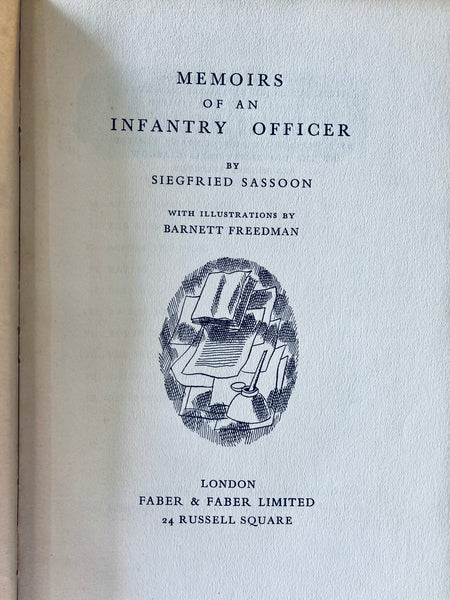 MEMOIRS
OF AN
INFANTRY OFFICER
BY
SIEGFRIED SASSOON
WITH ILLUSTRATIONS BY
BARNETT FREEDMAN
LONDON
FABER & FABER LIMITED
24 RUSSELL SQUARE